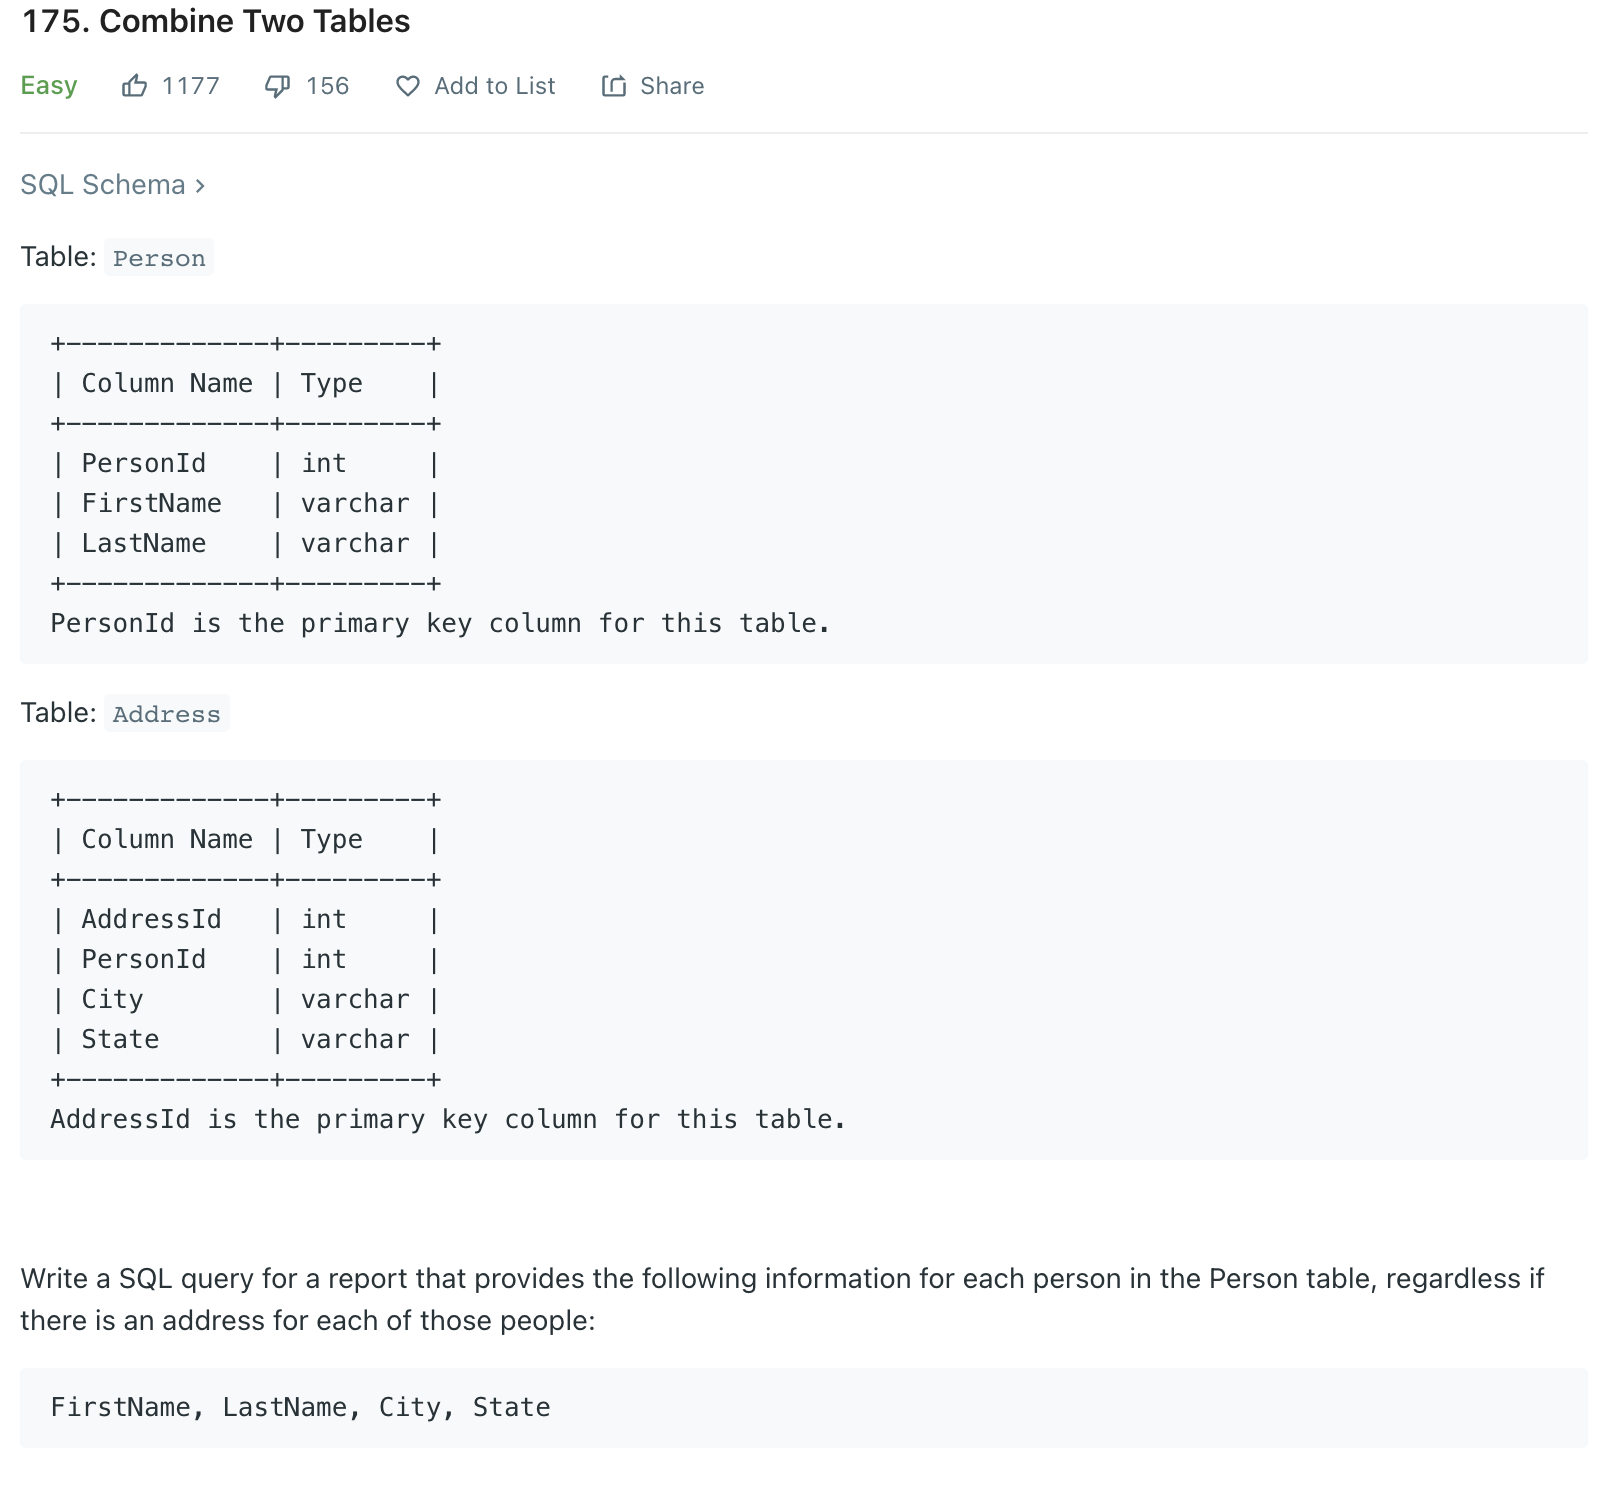 175. Combine Two Tables
Easy 1177 156 Add to List Share
SQL Schema ›
Table: Person
+-------------+---------+
| Column Name | Type    |
+-------------+---------+
| PersonId    | int     |
| FirstName   | varchar |
| LastName    | varchar |
+-------------+---------+
PersonId is the primary key column for this table.
Table: Address
+-------------+---------+
| Column Name | Type    |
+-------------+---------+
| AddressId   | int     |
| PersonId    | int     |
| City        | varchar |
| State       | varchar |
+-------------+---------+
AddressId is the primary key column for this table.
Write a SQL query for a report that provides the following information for each person in the Person table, regardless if
there is an address for each of those people:
FirstName, LastName, City, State